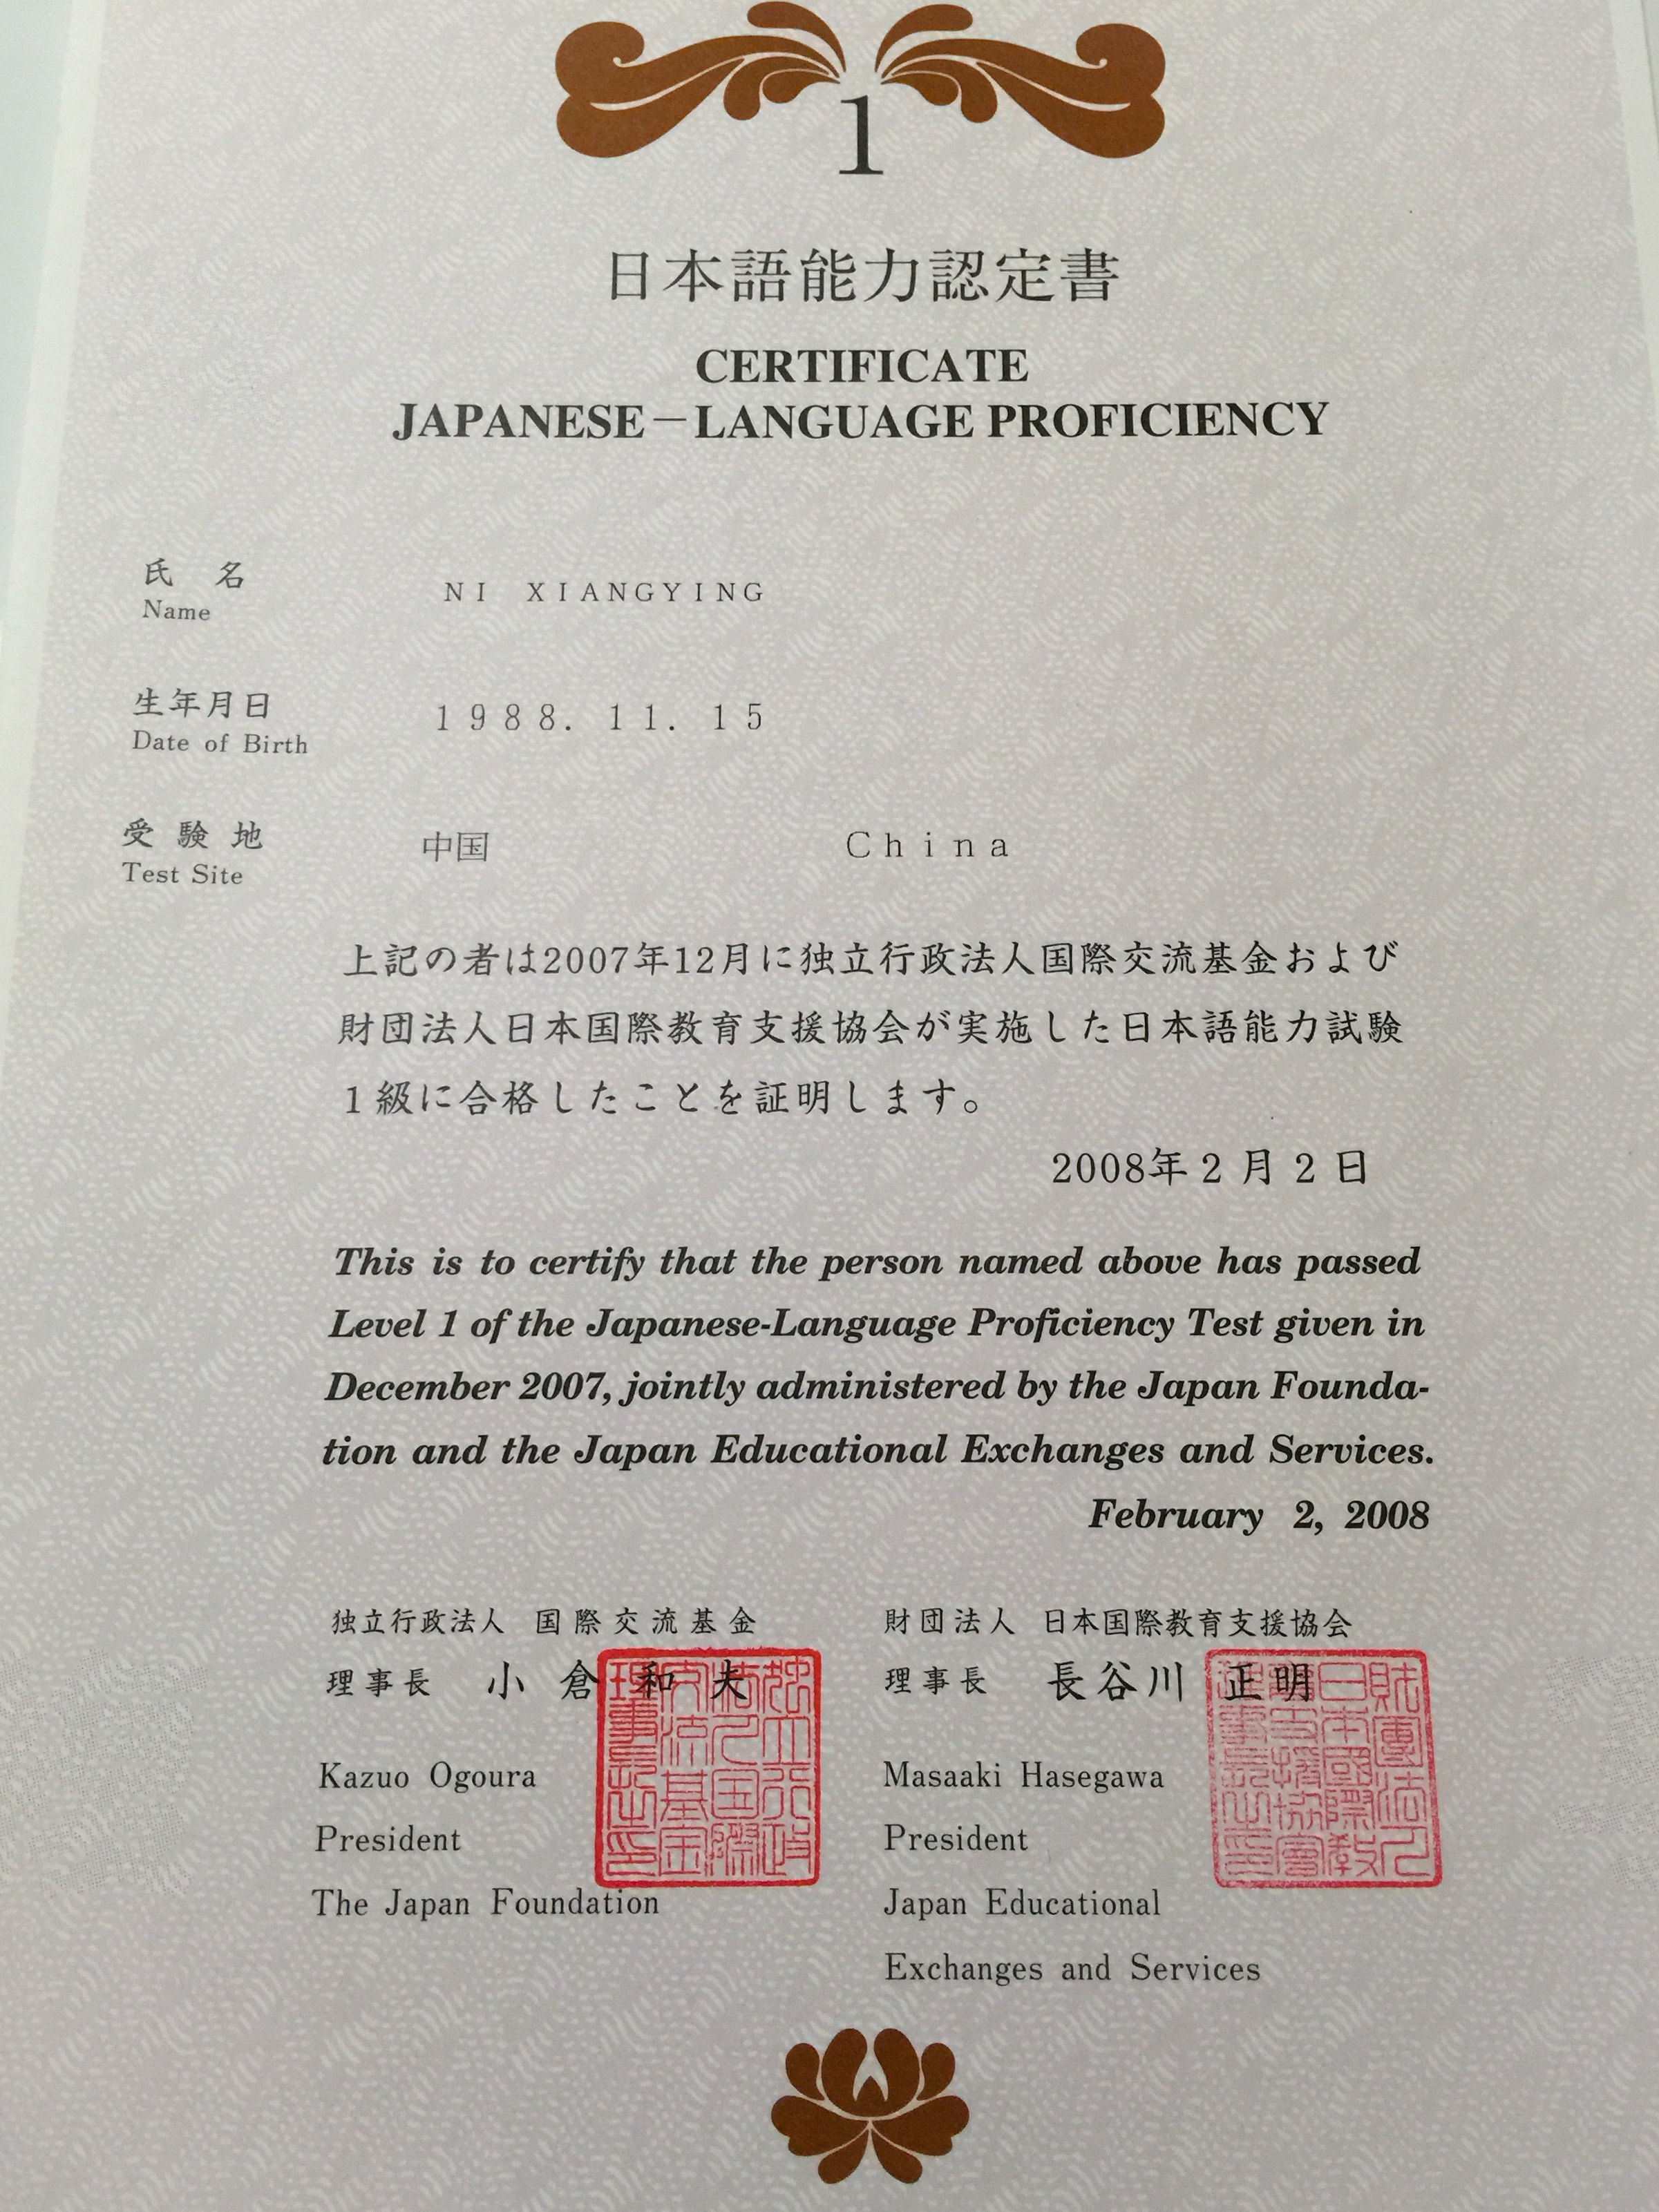 1
日本語能力認定書
CERTIFICATE
JAPANESE－LANGUAGE PROFICIENCY
氏 名
Name
NI XIANGYING
生年月日
Date of Birth
1988. 11. 15
受験地
Test Site
中国 China
上記の者は2007年12月に独立行政法人国際交流基金および
財団法人日本国際教育支援協会が実施した日本語能力試験
1級に合格したことを証明します。
2008年2月2日
This is to certify that the person named above has passed
Level 1 of the Japanese-Language Proficiency Test given in
December 2007, jointly administered by the Japan Founda-
tion and the Japan Educational Exchanges and Services.
February 2, 2008
独立行政法人 国際交流基金
理事長 小倉和夫
Kazuo Ogoura
President
The Japan Foundation
財団法人 日本国際教育支援協会
理事長 長谷川 正明
Masaaki Hasegawa
President
Japan Educational
Exchanges and Services